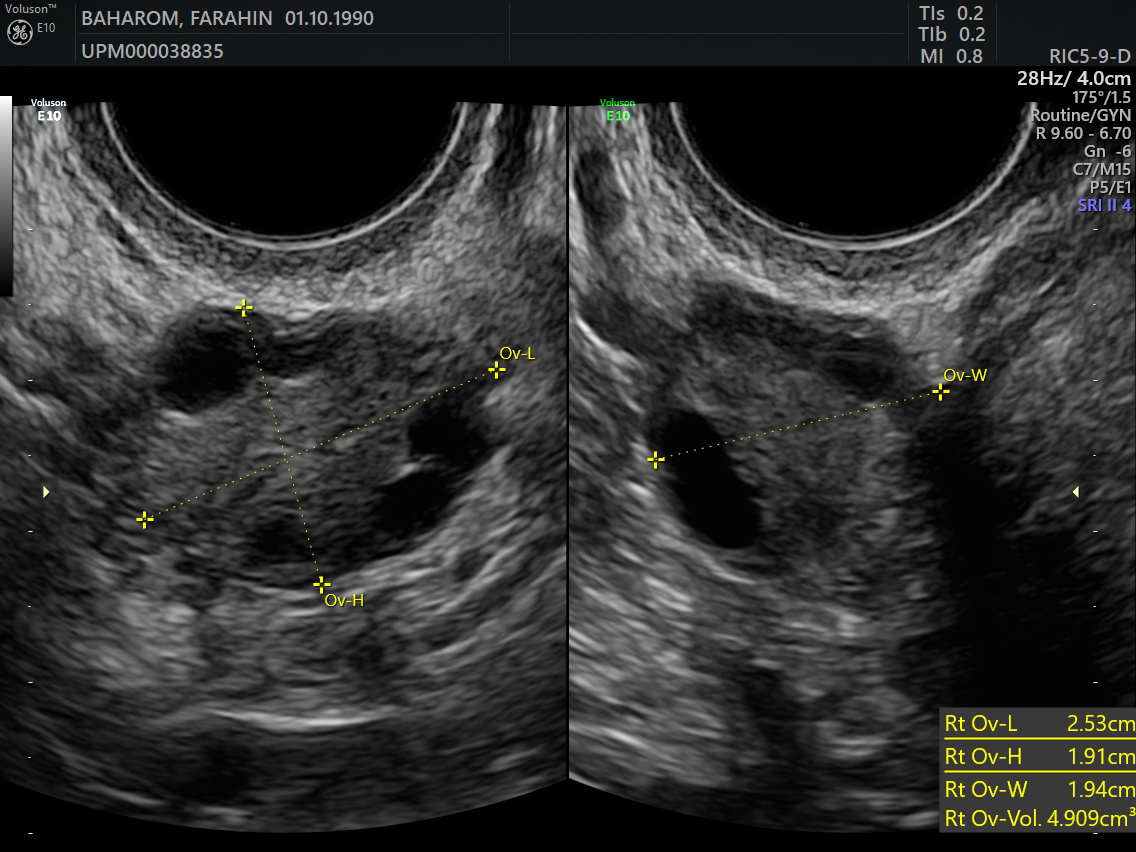 Voluson™
E10
BAHAROM, FARAHIN 01.10.1990
UPM000038835
TIs 0.2
TIb 0.2
MI 0.8
RIC5-9-D
28Hz/ 4.0cm
175°/1.5
Routine/GYN
R 9.60 - 6.70
Gn -6
C7/M15
P5/E1
SRI II 4
Voluson
E10
Voluson
E10
Ov-L
Ov-H
Ov-W
Rt Ov-L 2.53cm
Rt Ov-H 1.91cm
Rt Ov-W 1.94cm
Rt Ov-Vol. 4.909cm³